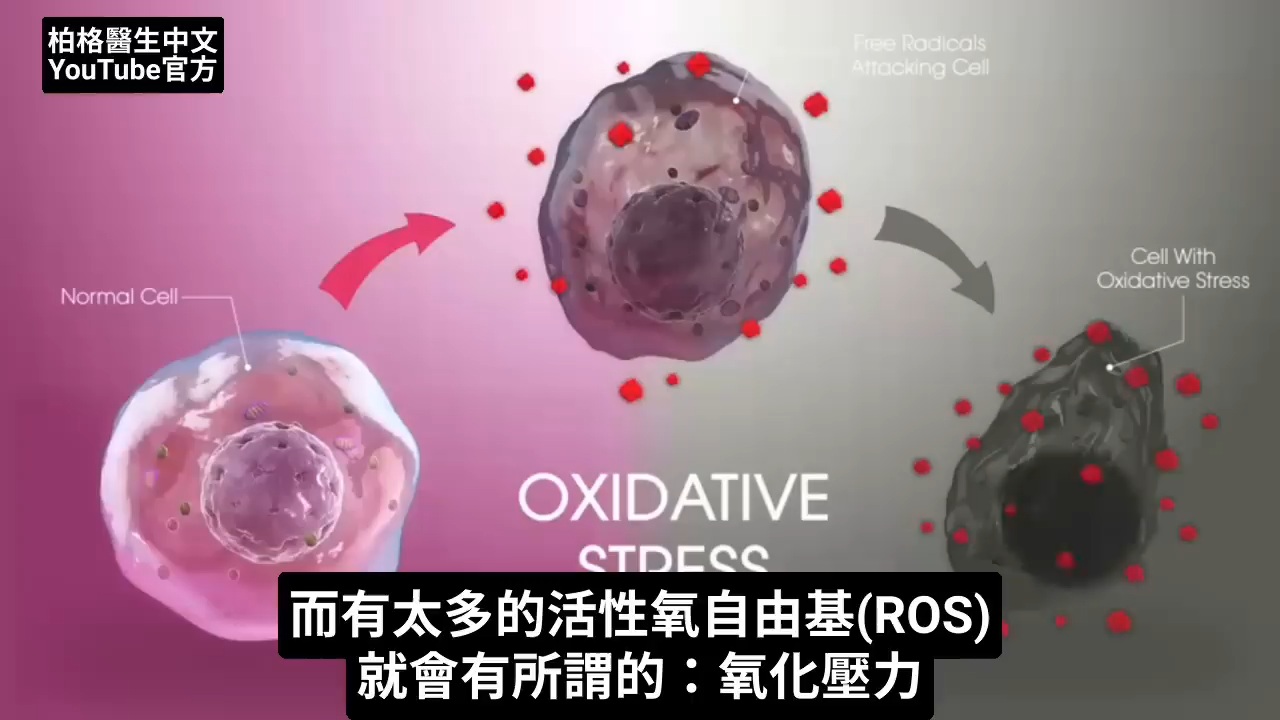 柏格醫生中文
YouTube官方
Free Radicals
Attacking Cell
Cell With
Oxidative Stress
Normal Cell
OXIDATIVE
STRESS
而有太多的活性氧自由基(ROS)
就會有所謂的：氧化壓力